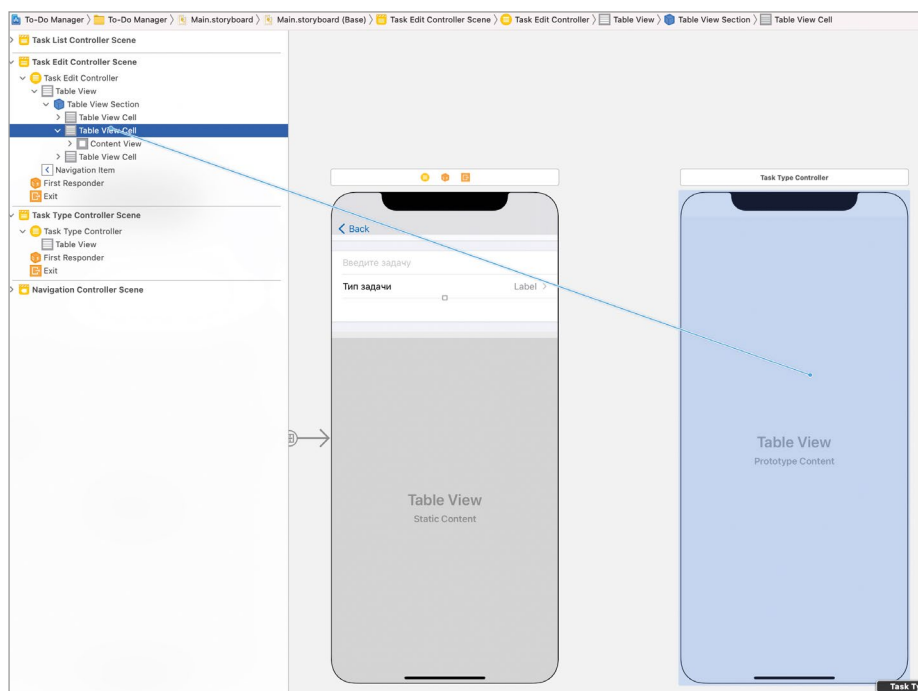 To-Do Manager To-Do Manager Main.storyboard Main.storyboard (Base) Task Edit Controller Scene Task Edit Controller Table View Table View Section Table View Cell
Task List Controller Scene
Task Edit Controller Scene
Task Edit Controller
Table View
Table View Section
Table View Cell
Table View Cell
Content View
Table View Cell
Navigation Item
First Responder
Exit
Task Type Controller Scene
Task Type Controller
Table View
First Responder
Exit
Navigation Controller Scene
Back
Введите задачу
Тип задачи Label
Table View
Static Content
Task Type Controller
Table View
Prototype Content
Task T